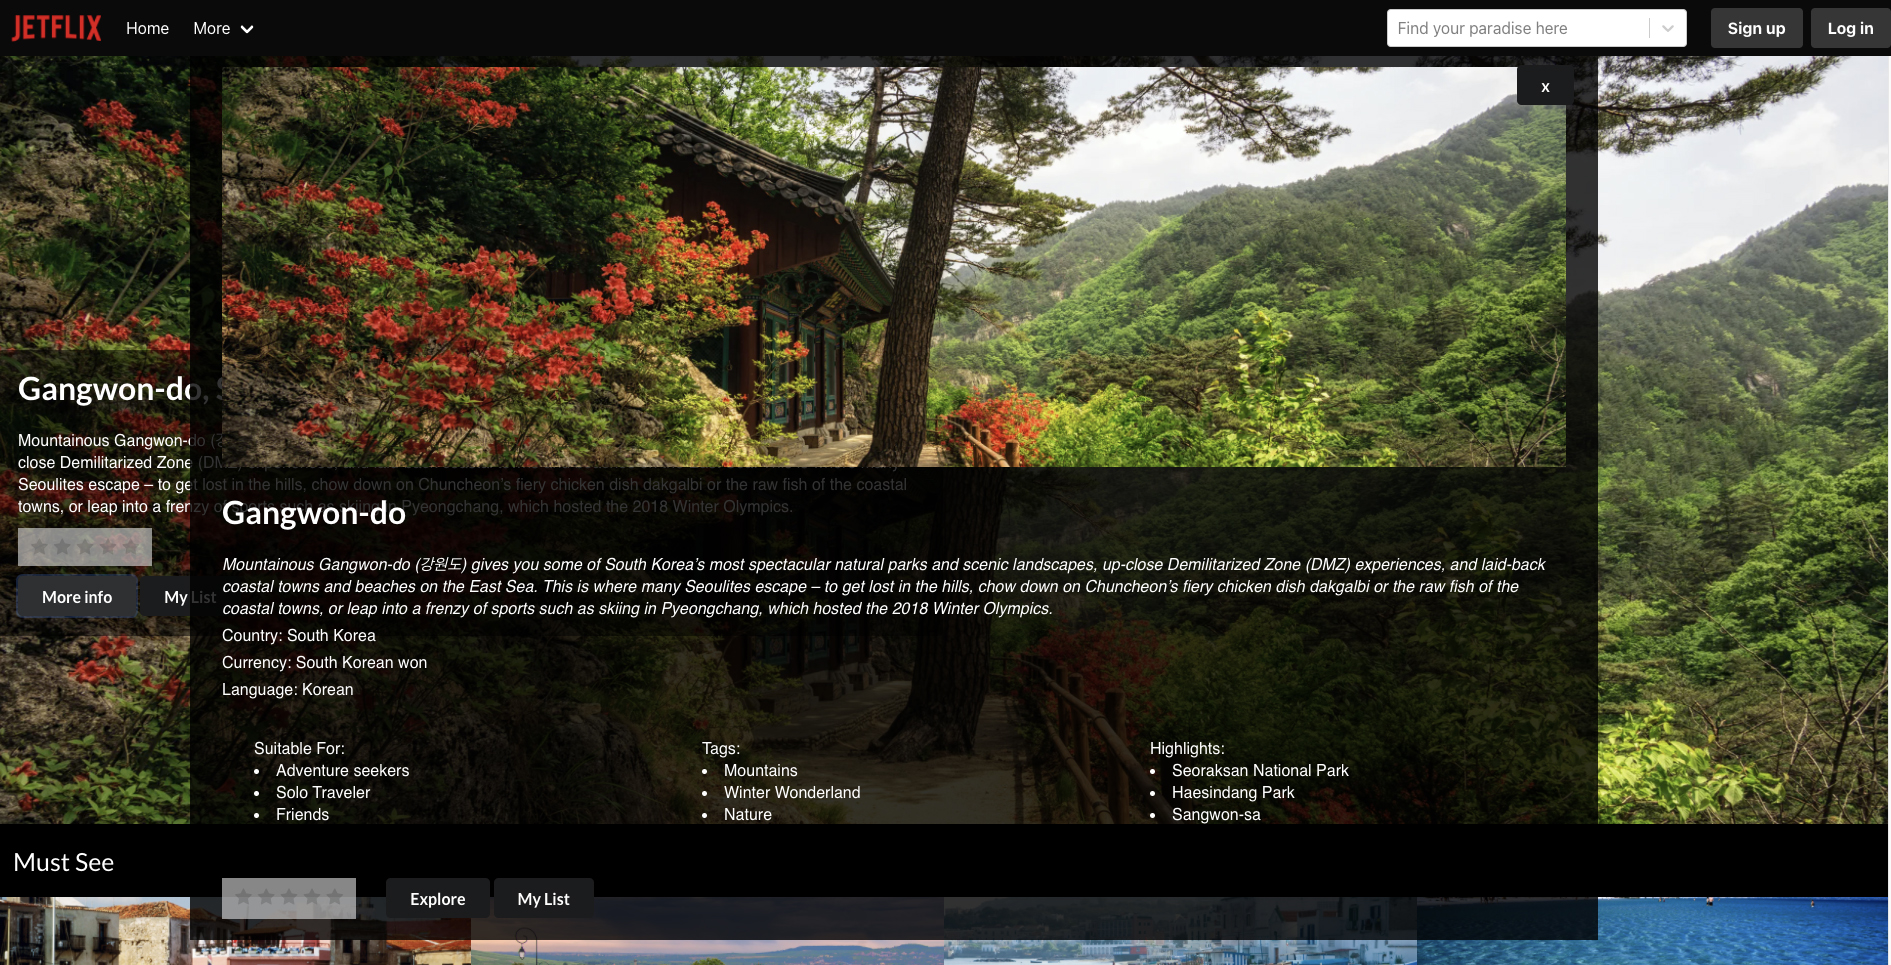 JETFLIX
Home
More
Find your paradise here
Sign up
Log in
x
Gangwon-do, S
Mountainous Gangwon-do (강
close Demilitarized Zone (DM
Seoulites escape – to get lost in the hills, chow down on Chuncheon's fiery chicken dish dakgalbi or the raw fish of the coastal
towns, or leap into a frenzy of sports such as skiing in Pyeongchang, which hosted the 2018 Winter Olympics.
More info
My List
Gangwon-do
Mountainous Gangwon-do (강원도) gives you some of South Korea's most spectacular natural parks and scenic landscapes, up-close Demilitarized Zone (DMZ) experiences, and laid-back
coastal towns and beaches on the East Sea. This is where many Seoulites escape – to get lost in the hills, chow down on Chuncheon's fiery chicken dish dakgalbi or the raw fish of the
coastal towns, or leap into a frenzy of sports such as skiing in Pyeongchang, which hosted the 2018 Winter Olympics.
Country: South Korea
Currency: South Korean won
Language: Korean
Suitable For:
• Adventure seekers
• Solo Traveler
• Friends
Tags:
• Mountains
• Winter Wonderland
• Nature
Highlights:
• Seoraksan National Park
• Haesindang Park
• Sangwon-sa
Must See
Explore
My List